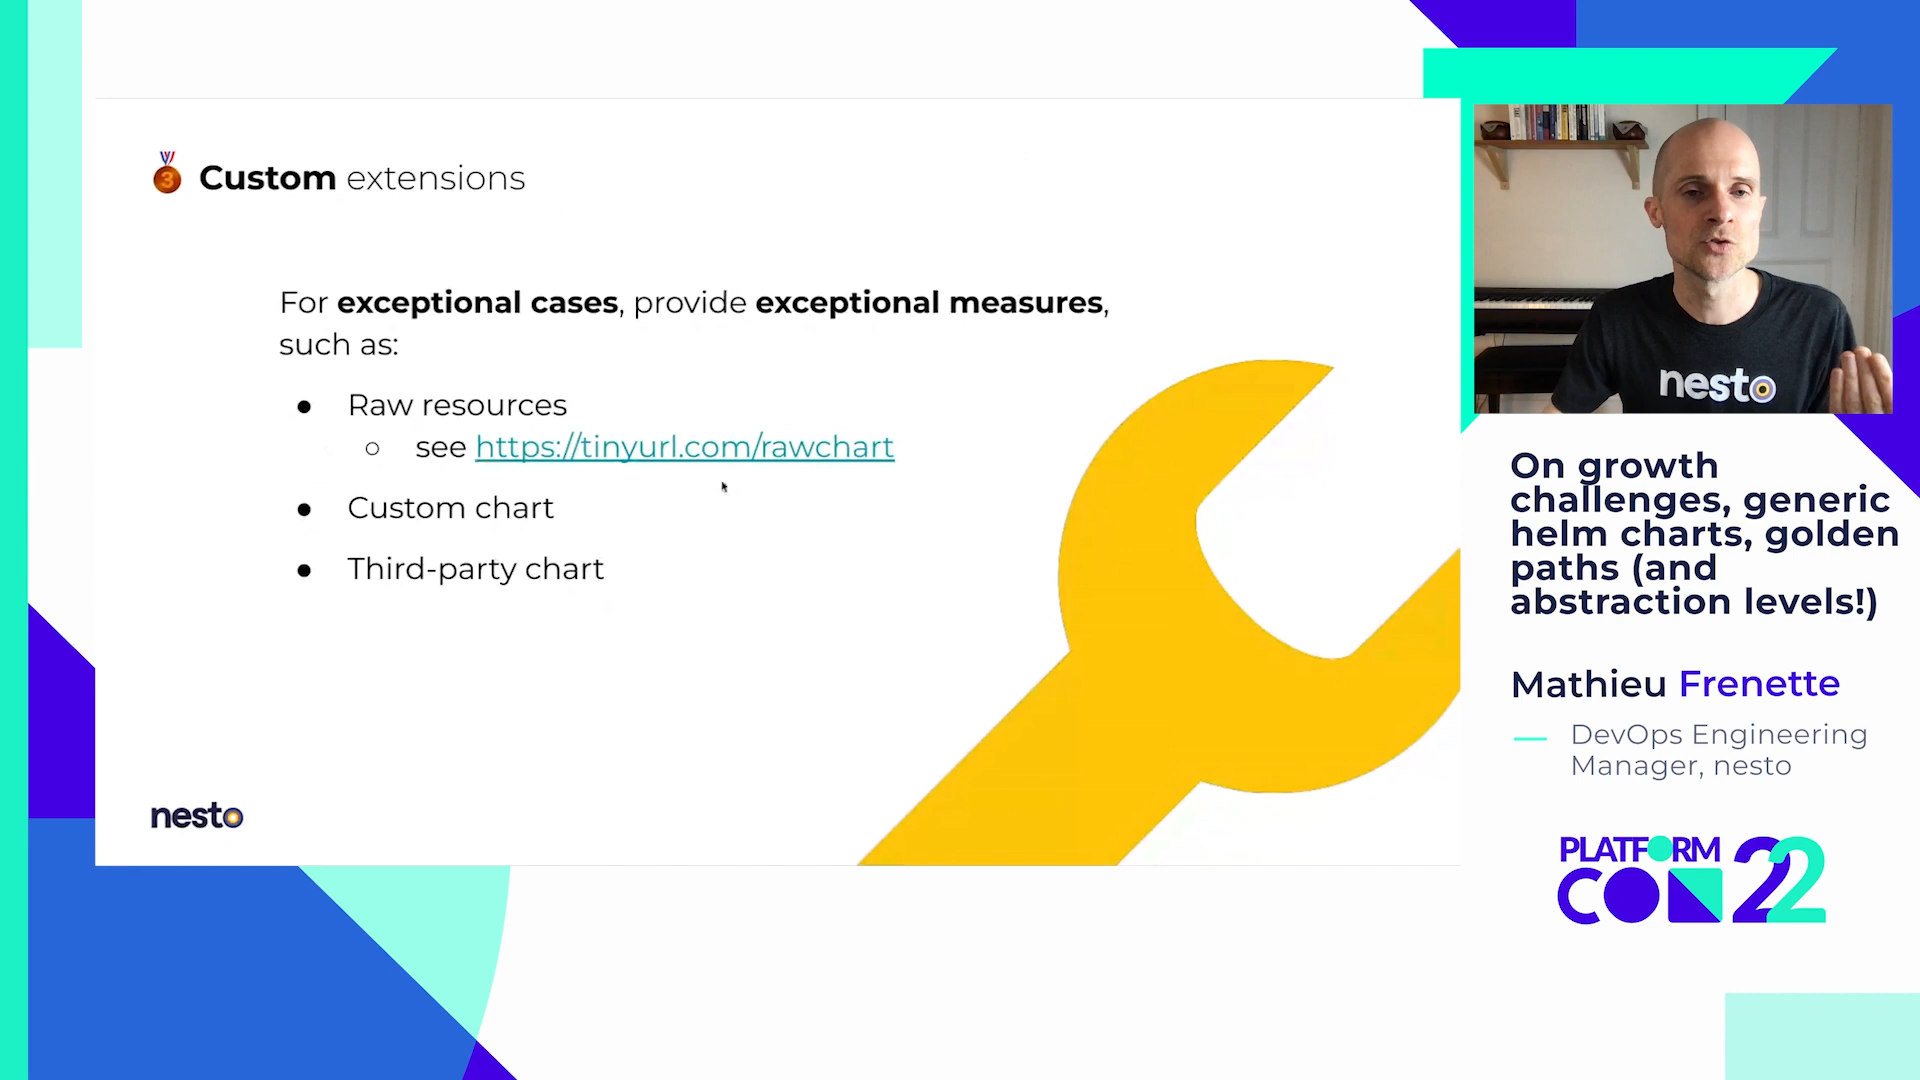 3 Custom extensions
For exceptional cases, provide exceptional measures,
such as:
● Raw resources
○ see https://tinyurl.com/rawchart
● Custom chart
● Third-party chart
nesto
nesto
On growth
challenges, generic
helm charts, golden
paths (and
abstraction levels!)
Mathieu Frenette
— DevOps Engineering
Manager, nesto
PLATFORM
CON 22